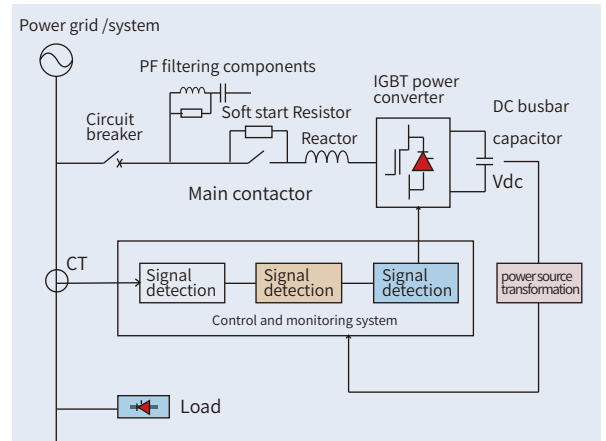 Power grid /system
PF filtering components
IGBT power
converter
Circuit
breaker
Soft start Resistor
Reactor
DC busbar
capacitor
Vdc
Main contactor
CT
Signal
detection
Signal
detection
Signal
detection
power source
transformation
Control and monitoring system
Load